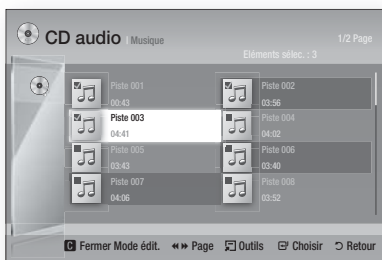 CD audio | Musique
1/2 Page
Eléments sélec. : 3
Piste 001
00:43
Piste 002
03:56
Piste 003
04:41
Piste 004
04:02
Piste 005
03:43
Piste 006
03:40
Piste 007
04:06
Piste 008
03:52
C Fermer Mode édit. Page Outils Choisir Retour